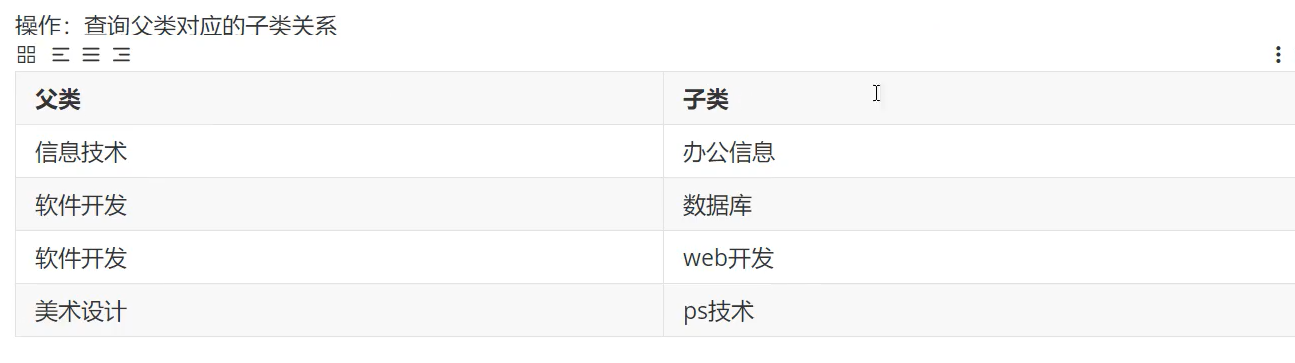 操作：查询父类对应的子类关系
父类 子类
信息技术 办公信息
软件开发 数据库
软件开发 web开发
美术设计 ps技术